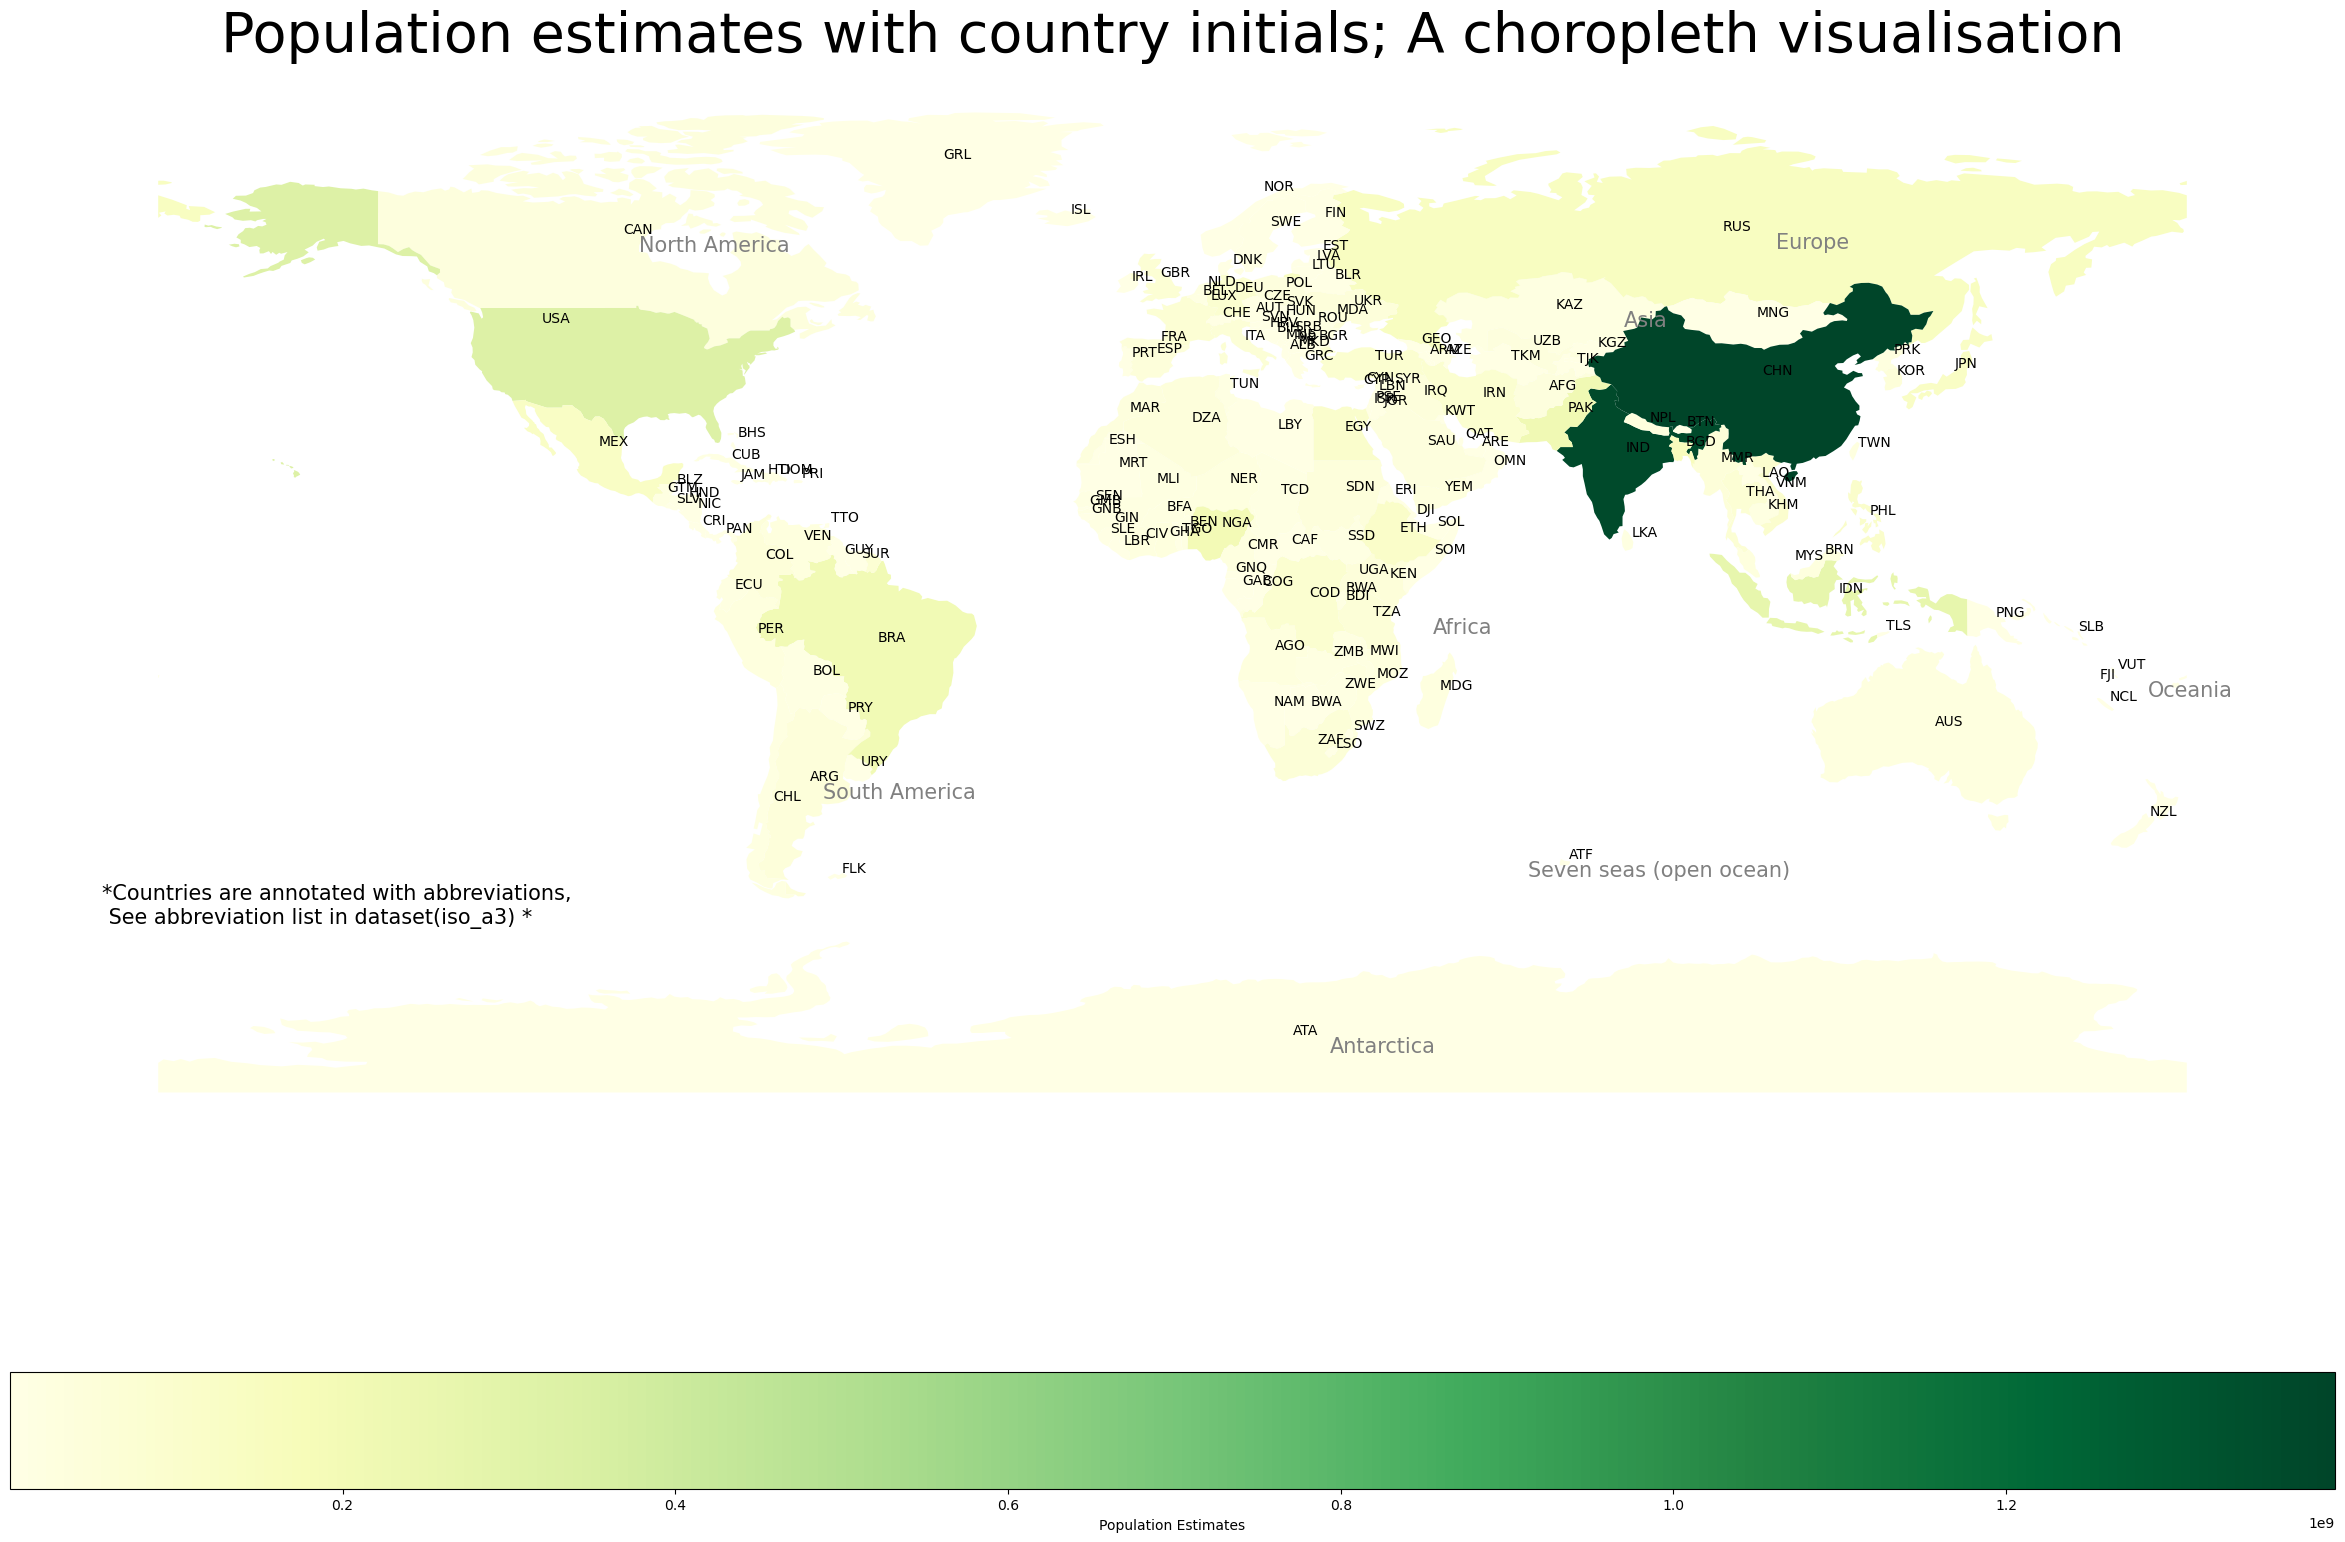 Population estimates with country initials; A choropleth visualisation
GRL
NOR
ISL
FIN
SWE
RUS
CAN
North America
Europe
EST
LVA
LTU
DNK
BLR
GBR
IRL
NLD
BEL
DEU
POL
LUX
CZE
SVK
UKR
KAZ
AUT
HUN
MDA
MNG
CHE
SVN
ROU
USA
Asia
HRV
SRB
FRA
ITA
BGR
GEO
UZB
KGZ
MKD
ALB
ESP
PRT
GRC
TUR
ARM
AZE
TKM
TJK
PRK
JPN
KOR
CHN
TUN
CYN
CYP
SYR
LBN
IRQ
IRN
AFG
JOR
MAR
KWT
PAK
DZA
LBY
EGY
NPL
BTN
BHS
QAT
ESH
SAU
ARE
BGD
TWN
MEX
IND
CUB
MRT
OMN
MMR
JAM
HTI
DOM
PRI
LAO
BLZ
MLI
NER
VNM
GTM
HND
TCD
SDN
ERI
YEM
THA
SLV
NIC
SEN
GMB
GNB
BFA
DJI
KHM
PHL
CRI
TTO
GIN
BEN
NGA
SOL
PAN
SLE
TGO
ETH
VEN
CIV
GHA
SSD
LKA
LBR
CAF
CMR
GUY
SUR
COL
SOM
MYS
BRN
GNQ
UGA
KEN
ECU
GAB
COG
RWA
COD
BDI
IDN
TZA
PNG
PER
BRA
Africa
TLS
SLB
AGO
ZMB
MWI
VUT
BOL
MOZ
FJI
ZWE
MDG
Oceania
NCL
PRY
NAM
BWA
SWZ
AUS
ZAF
LSO
URY
ARG
CHL
South America
NZL
ATF
FLK
Seven seas (open ocean)
*Countries are annotated with abbreviations,
See abbreviation list in dataset(iso_a3) *
ATA
Antarctica
0.2
0.4
0.6
0.8
1.0
1.2
Population Estimates
1e9